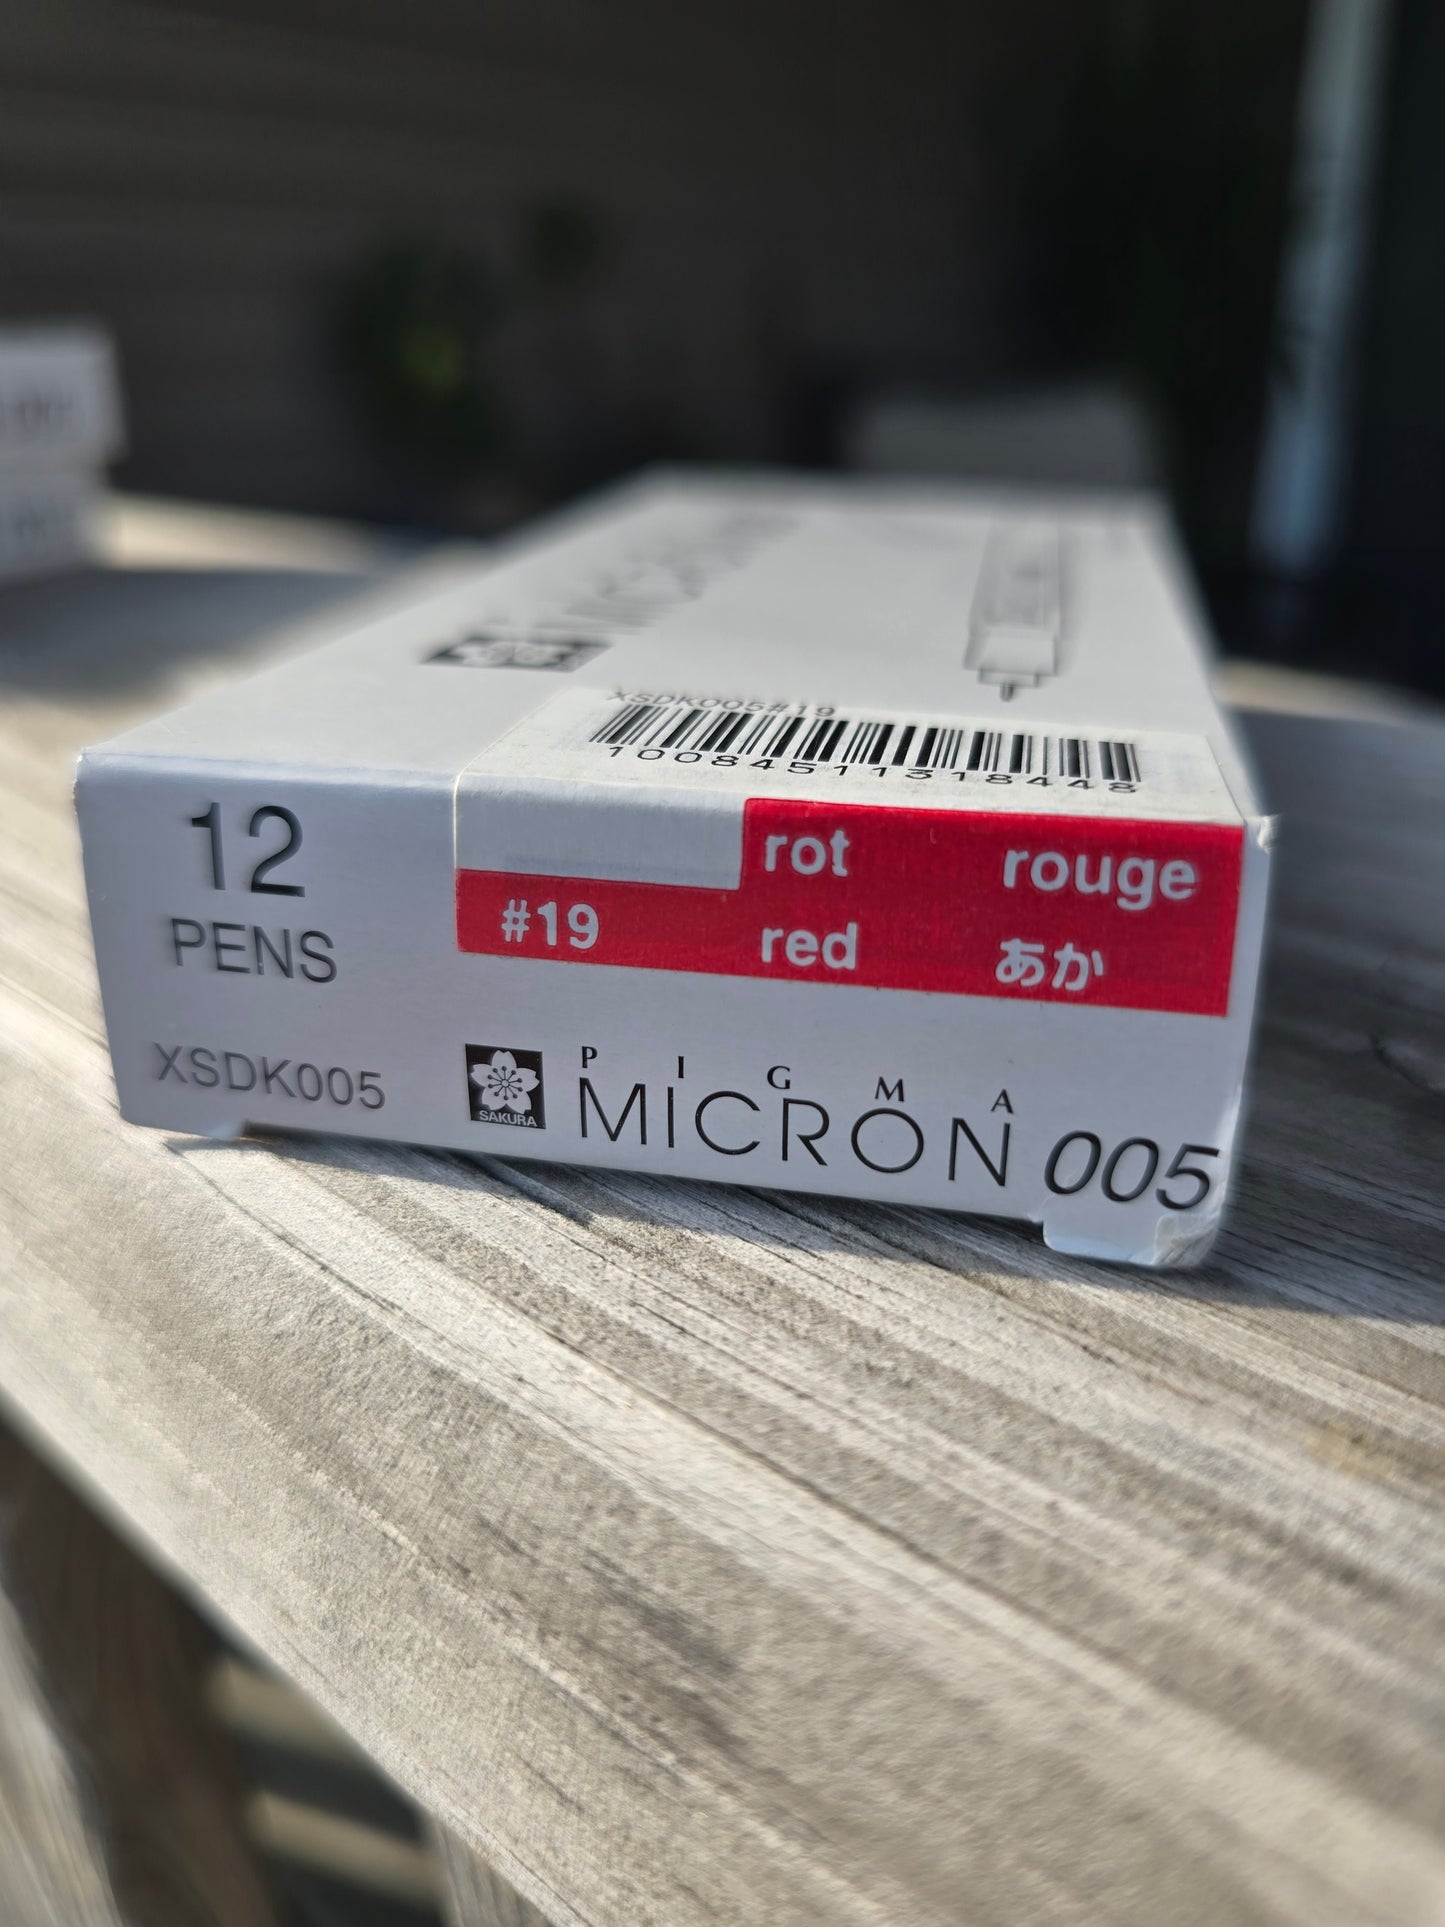 XSDK005#19
10084511318448
12
PENS
rot rouge
#19 red あか
XSDK005
SAKURA
PIGMA
MICRON 005